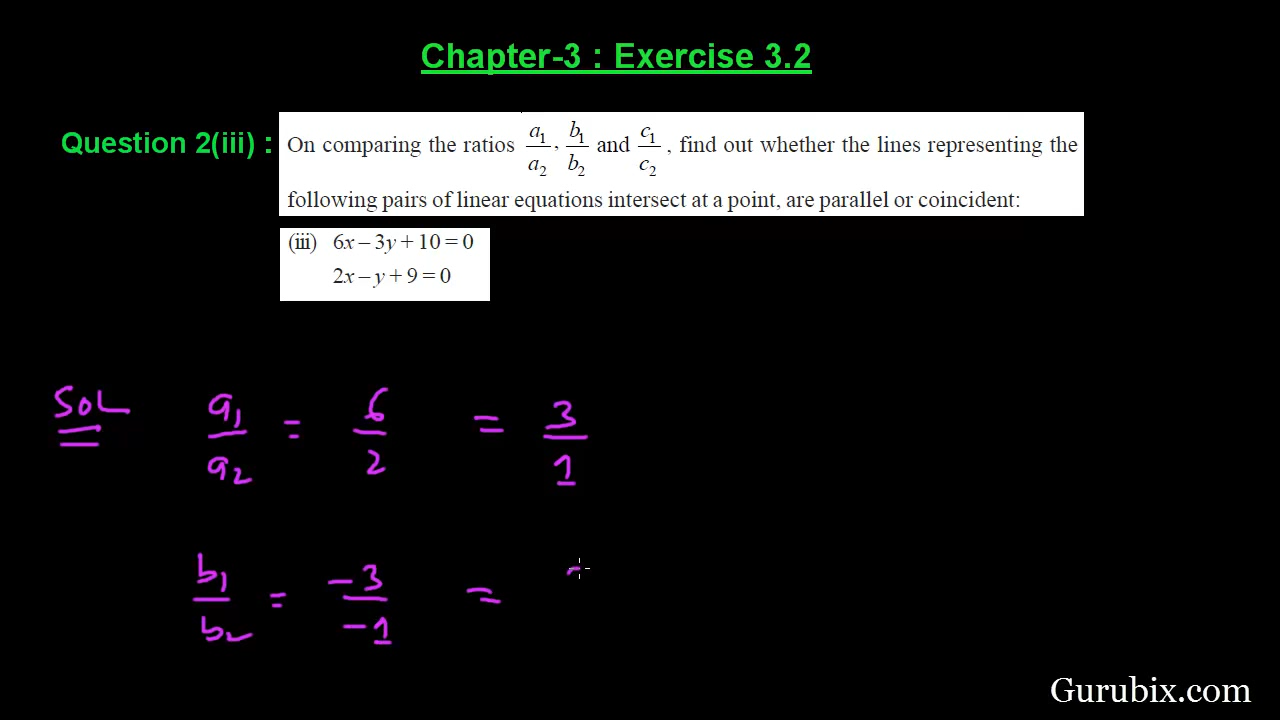 Chapter-3 : Exercise 3.2
Question 2(iii) : On comparing the ratios a₁/a₂, b₁/b₂ and c₁/c₂, find out whether the lines representing the
following pairs of linear equations intersect at a point, are parallel or coincident:
(iii) 6x – 3y + 10 = 0
2x – y + 9 = 0
SOL a₁/a₂ = 6/2 = 3/1
b₁/b₂ = -3/-1 =
Gurubix.com